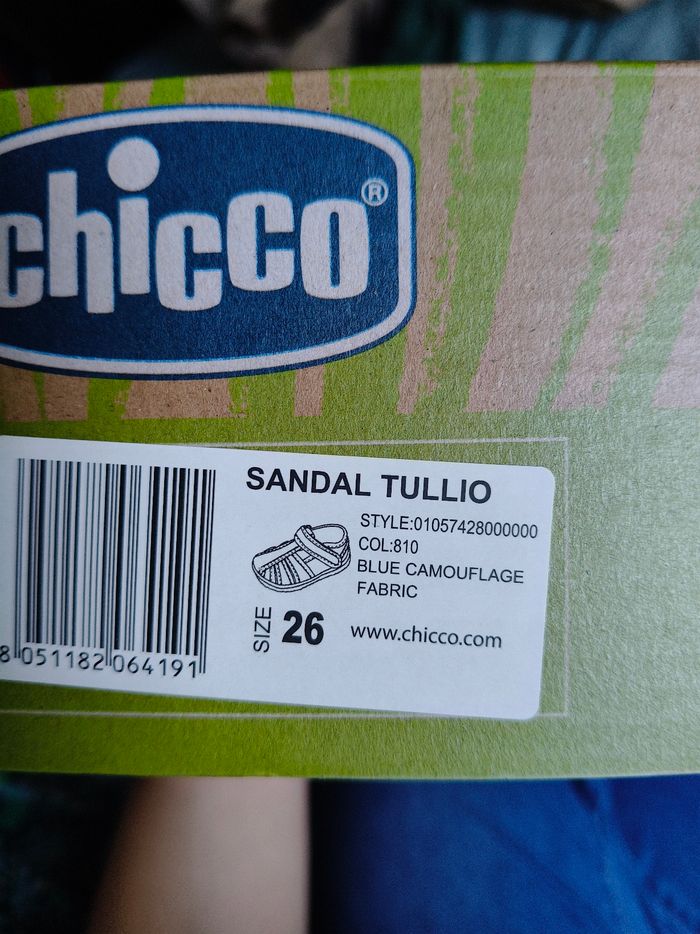 chicco®
SANDAL TULLIO
STYLE:01057428000000
COL:810
BLUE CAMOUFLAGE
FABRIC
SIZE 26
www.chicco.com
8 051182 064191